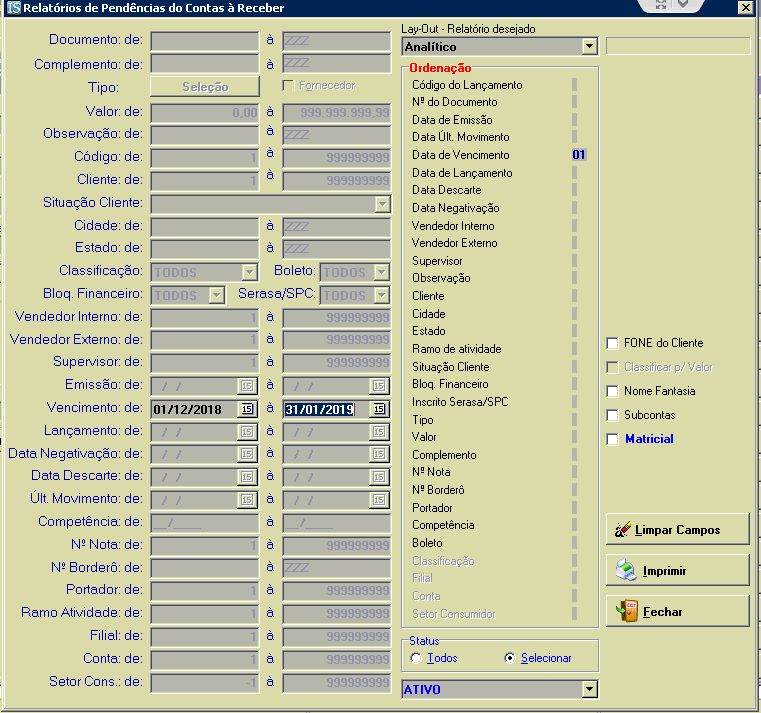 Relatórios de Pendências do Contas à Receber
Documento: de: à ZZZ
Complemento: de: à ZZZ
Tipo: Seleção Fornecedor
Valor: de: 0,00 à 999.999.999,99
Observação: de: à ZZZ
Código: de: 1 à 999999999
Cliente: de: 1 à 999999999
Situação Cliente:
Cidade: de: à ZZZ
Estado: de: à ZZZ
Classificação: TODOS Boleto: TODOS
Bloq. Financeiro: TODOS Serasa/SPC: TODOS
Vendedor Interno: de: 1 à 999999999
Vendedor Externo: de: 1 à 999999999
Supervisor: de: 1 à 999999999
Emissão: de: / / 15 à / / 15
Vencimento: de: 01/12/2018 15 à 31/01/2019 15
Lançamento: de: / / 15 à / / 15
Data Negativação: de: / / 15 à / / 15
Data Descarte: de: / / 15 à / / 15
Últ. Movimento: de: / / 15 à / / 15
Competência: de: __/____ à __/____
Nº Nota: de: 1 à 999999999
Nº Borderô: de: à ZZZ
Portador: de: 1 à 999999999
Ramo Atividade: de: 1 à 999999999
Filial: de: 1 à 999999999
Conta: de: 1 à 999999999
Setor Cons.: de: -1 à 999999999
Lay-Out - Relatório desejado
Analítico
Ordenação
Código do Lançamento
Nº do Documento
Data de Emissão
Data Últ. Movimento
Data de Vencimento 01
Data de Lançamento
Data Descarte
Data Negativação
Vendedor Interno
Vendedor Externo
Supervisor
Observação
Cliente
Cidade
Estado
Ramo de atividade
Situação Cliente
Bloq. Financeiro
Inscrito Serasa/SPC
Tipo
Valor
Complemento
Nº Nota
Nº Borderô
Portador
Competência
Boleto
Classificação
Filial
Conta
Setor Consumidor
Status
Todos Selecionar
ATIVO
FONE do Cliente
Classificar p/ Valor
Nome Fantasia
Subcontas
Matricial
Limpar Campos
Imprimir
Fechar